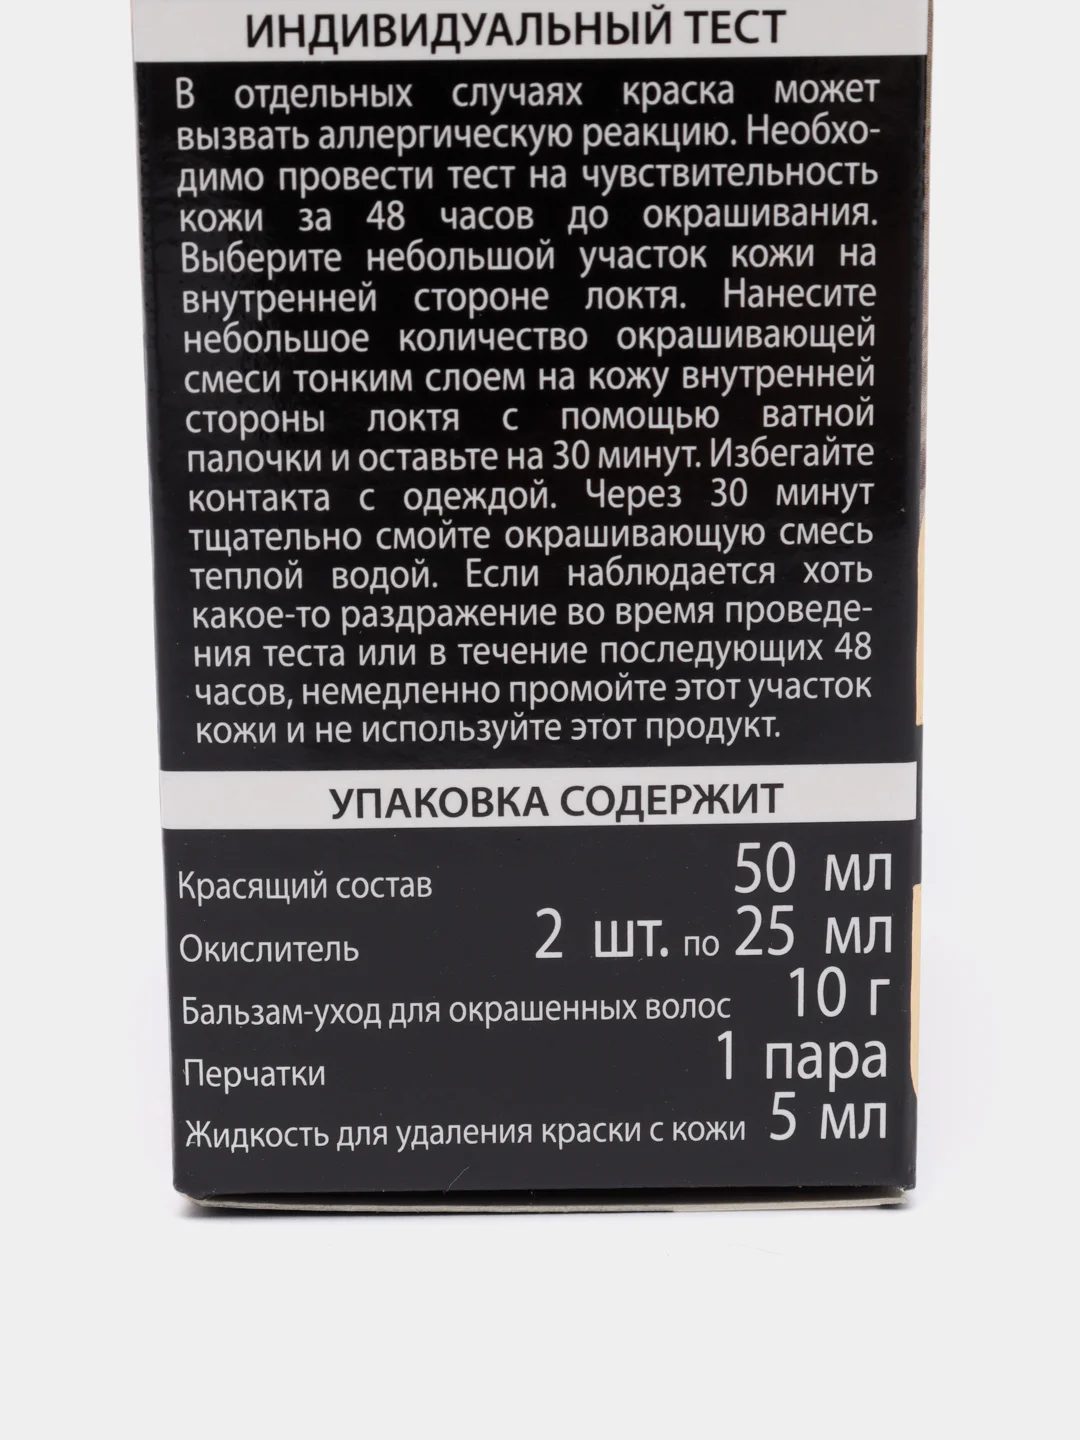 ИНДИВИДУАЛЬНЫЙ ТЕСТ
В отдельных случаях краска может
вызвать аллергическую реакцию. Необхо-
димо провести тест на чувствительность
кожи за 48 часов до окрашивания.
Выберите небольшой участок кожи на
внутренней стороне локтя. Нанесите
небольшое количество окрашивающей
смеси тонким слоем на кожу внутренней
стороны локтя с помощью ватной
палочки и оставьте на 30 минут. Избегайте
контакта с одеждой. Через 30 минут
тщательно смойте окрашивающую смесь
теплой водой. Если наблюдается хоть
какое-то раздражение во время проведе-
ния теста или в течение последующих 48
часов, немедленно промойте этот участок
кожи и не используйте этот продукт.
УПАКОВКА СОДЕРЖИТ
Красящий состав 50 мл
Окислитель 2 шт. по 25 мл
Бальзам-уход для окрашенных волос 10 г
Перчатки 1 пара
Жидкость для удаления краски с кожи 5 мл